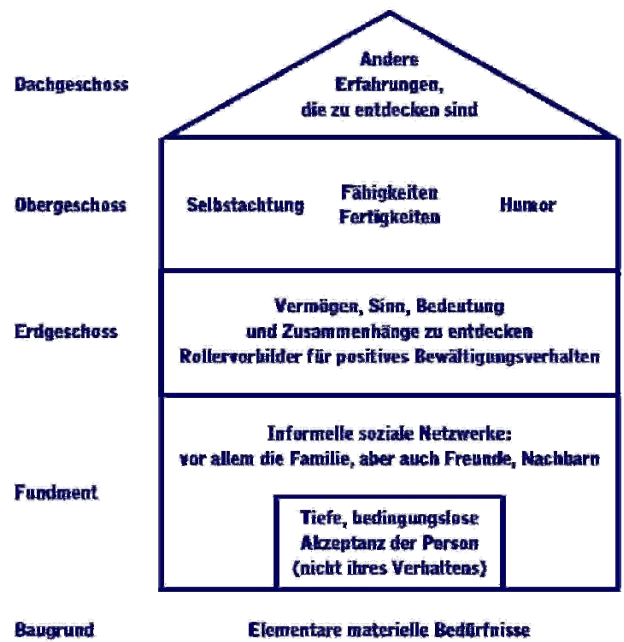 Andere
Erfahrungen,
die zu entdecken sind
Dachgeschoss
Obergeschoss
Selbstachtung
Fähigkeiten
Fertigkeiten
Humor
Erdgeschoss
Vermögen, Sinn, Bedeutung
und Zusammenhänge zu entdecken
Rollervorbilder für positives Bewältigungsverhalten
Fundment
Informelle soziale Netzwerke:
vor allem die Familie, aber auch Freunde, Nachbarn
Tiefe, bedingungslose
Akzeptanz der Person
(nicht ihres Verhaltens)
Baugrund
Elementare materielle Bedürfnisse